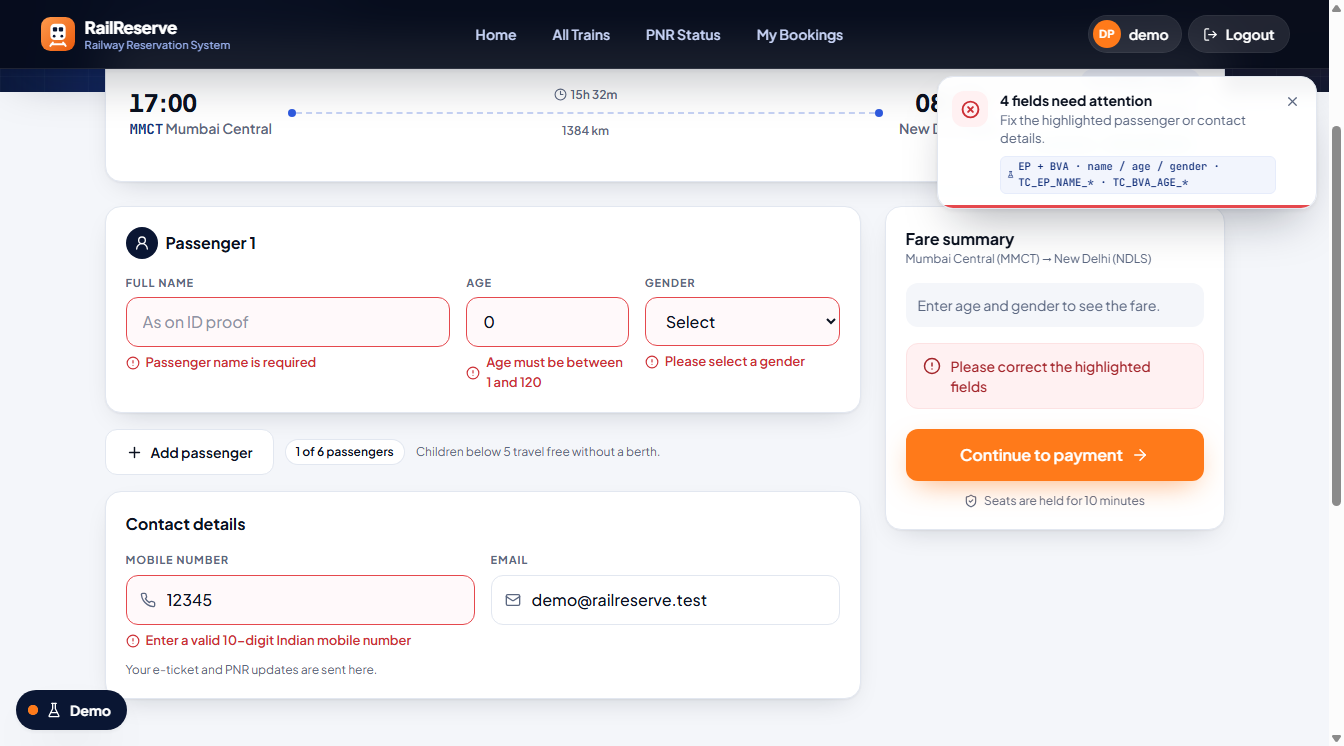 RailReserve
Railway Reservation System
Home
All Trains
PNR Status
My Bookings
DP
demo
Logout
17:00
MMCT Mumbai Central
15h 32m
1384 km
New
4 fields need attention
Fix the highlighted passenger or contact
details.
EP + BVA · name / age / gender ·
TC_EP_NAME_* · TC_BVA_AGE_*
Passenger 1
FULL NAME
As on ID proof
Passenger name is required
AGE
0
Age must be between
1 and 120
GENDER
Select
Please select a gender
Add passenger
1 of 6 passengers
Children below 5 travel free without a berth.
Contact details
MOBILE NUMBER
12345
Enter a valid 10-digit Indian mobile number
Your e-ticket and PNR updates are sent here.
EMAIL
demo@railreserve.test
Fare summary
Mumbai Central (MMCT) → New Delhi (NDLS)
Enter age and gender to see the fare.
Please correct the highlighted
fields
Continue to payment →
Seats are held for 10 minutes
Demo